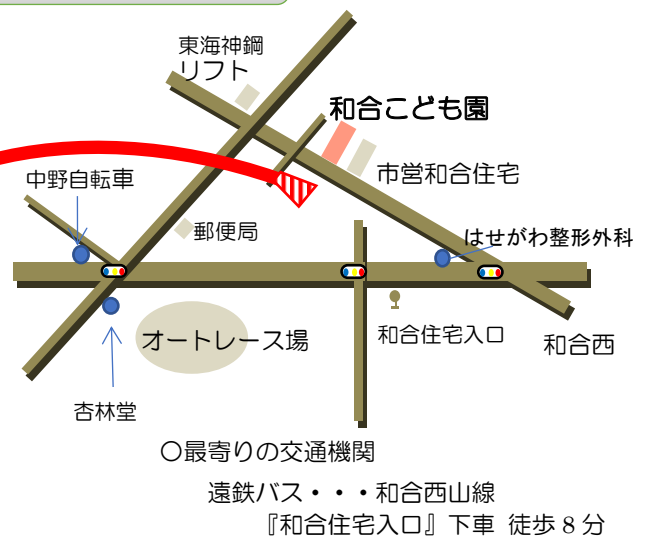 東海神鋼
リフト
和合こども園
中野自転車
市営和合住宅
郵便局
はせがわ整形外科
オートレース場
和合住宅入口
和合西
杏林堂
〇最寄りの交通機関
遠鉄バス・・・和合西山線
『和合住宅入口』下車 徒歩8分